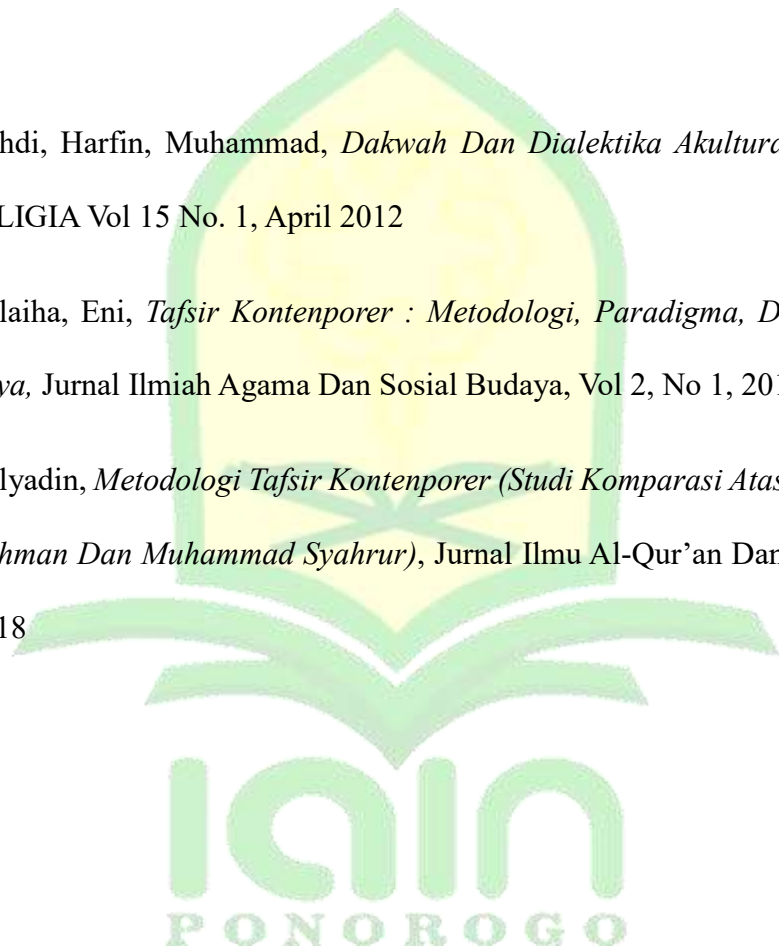 hdi, Harfin, Muhammad, Dakwah Dan Dialektika Akultura
LIGIA Vol 15 No. 1, April 2012
laiha, Eni, Tafsir Kontenporer : Metodologi, Paradigma, D
ya, Jurnal Ilmiah Agama Dan Sosial Budaya, Vol 2, No 1, 201
lyadin, Metodologi Tafsir Kontenporer (Studi Komparasi Atas
hman Dan Muhammad Syahrur), Jurnal Ilmu Al-Qur’an Dan
18
iain
PONOROGO